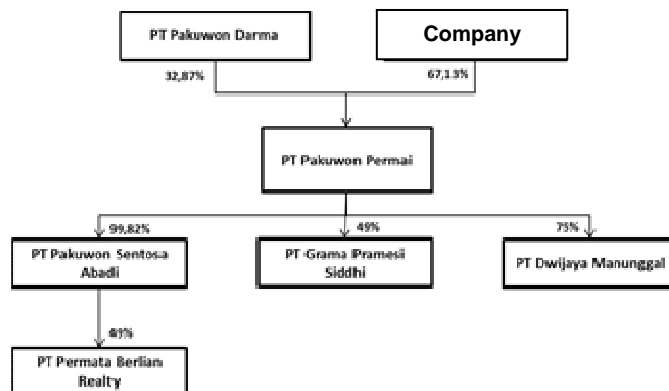 PT Pakuwon Darma
Company
32,87%
67,13%
PT Pakuwon Permai
99,82%
49%
75%
PT Pakuwon Sentosa
Abadi
PT Grama Pramesi
Siddhi
PT Dwijaya Manunggal
49%
PT Permata Berlian
Realty